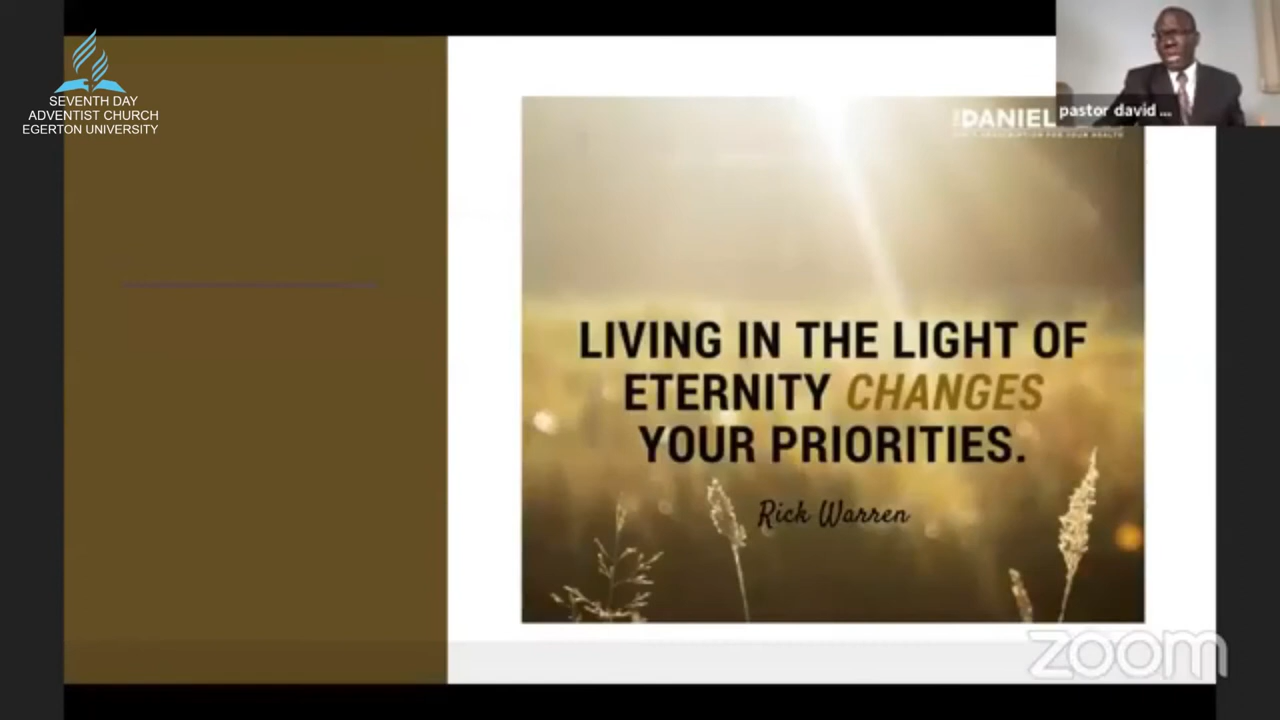 SEVENTH DAY
ADVENTIST CHURCH
EGERTON UNIVERSITY
DANIEL
pastor david ...
LIVING IN THE LIGHT OF
ETERNITY CHANGES
YOUR PRIORITIES.
Rick Warren
zoom